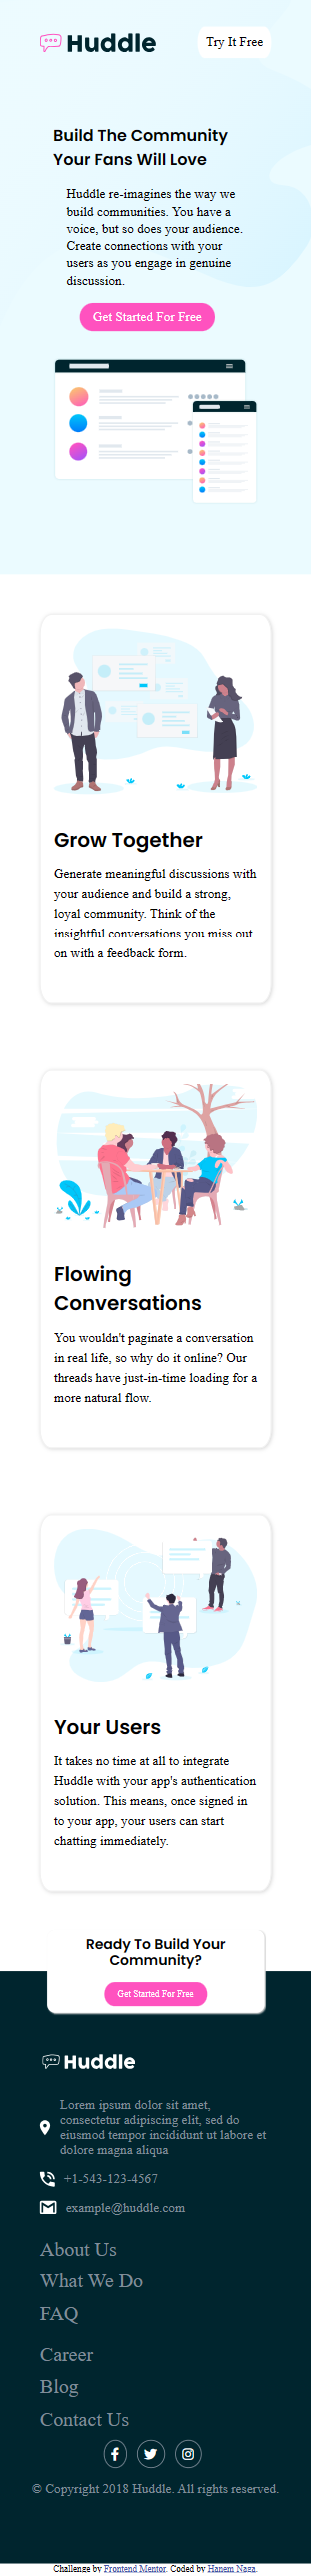 Huddle
Try It Free
Build The Community
Your Fans Will Love
Huddle re-imagines the way we
build communities. You have a
voice, but so does your audience.
Create connections with your
users as you engage in genuine
discussion.
Get Started For Free
Grow Together
Generate meaningful discussions with
your audience and build a strong,
loyal community. Think of the
insightful conversations you miss out
on with a feedback form.
Flowing
Conversations
You wouldn't paginate a conversation
in real life, so why do it online? Our
threads have just-in-time loading for a
more natural flow.
Your Users
It takes no time at all to integrate
Huddle with your app's authentication
solution. This means, once signed in
to your app, your users can start
chatting immediately.
Ready To Build Your
Community?
Get Started For Free
Huddle
Lorem ipsum dolor sit amet,
consectetur adipiscing elit, sed do
eiusmod tempor incididunt ut labore et
dolore magna aliqua
+1-543-123-4567
example@huddle.com
About Us
What We Do
FAQ
Career
Blog
Contact Us
© Copyright 2018 Huddle. All rights reserved.
Challenge by Frontend Mentor. Coded by Hanem Naga.